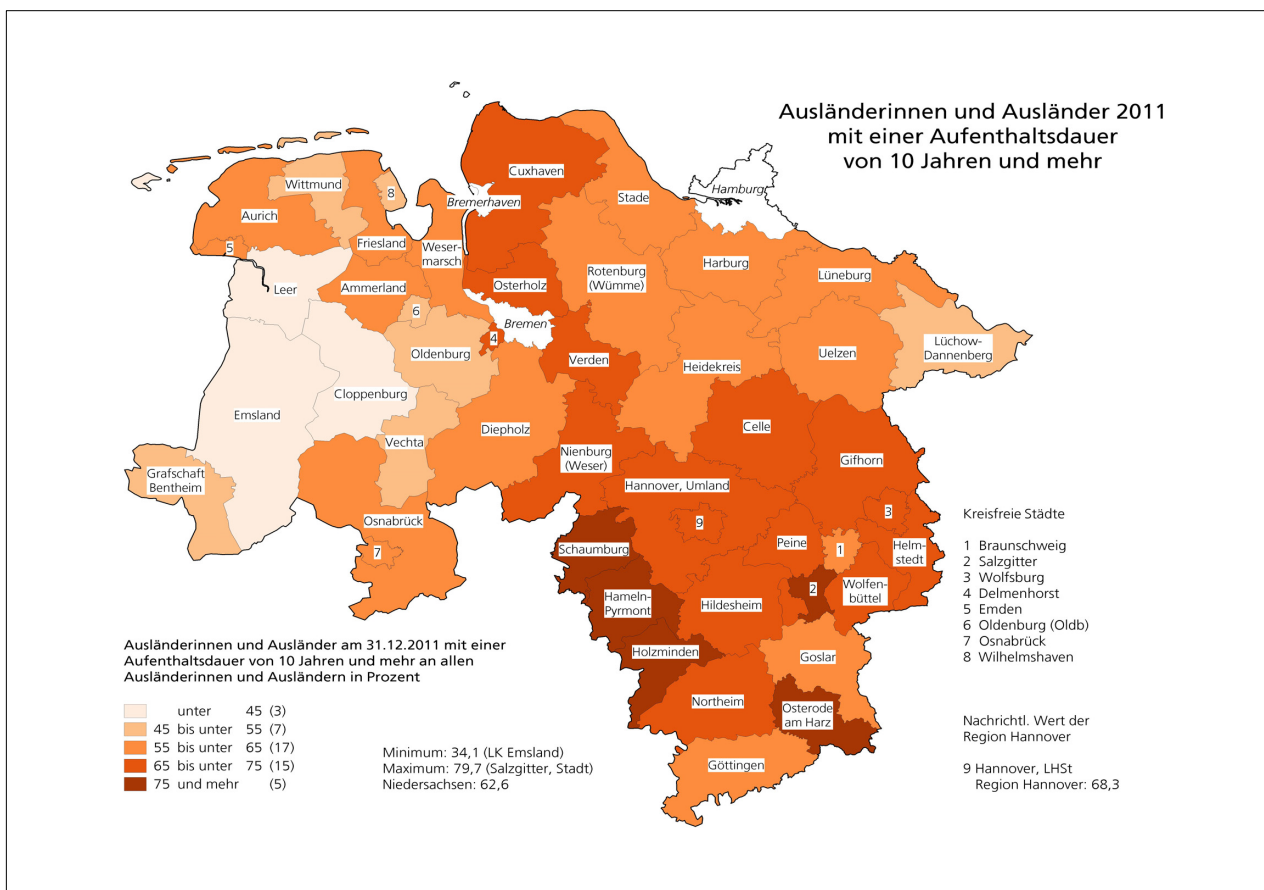 Ausländerinnen und Ausländer 2011
mit einer Aufenthaltsdauer
von 10 Jahren und mehr
Cuxhaven
Hamburg
Wittmund
8
Bremerhaven
Stade
Aurich
5
Friesland
Weser-
marsch
Harburg
Lüneburg
Rotenburg
(Wümme)
Leer
Ammerland
Osterholz
6
Bremen
4
Oldenburg
Verden
Uelzen
Lüchow-
Dannenberg
Heidekreis
Cloppenburg
Emsland
Celle
Diepholz
Vechta
Nienburg
(Weser)
Gifhorn
Grafschaft
Bentheim
Hannover, Umland
3
Osnabrück
9
7
Schaumburg
Peine
1
Helm-
stedt
2
Wolfen-
büttel
Hameln-
Pyrmont
Hildesheim
Holzminden
Goslar
Northeim
Osterode
am Harz
Göttingen
Kreisfreie Städte
1 Braunschweig
2 Salzgitter
3 Wolfsburg
4 Delmenhorst
5 Emden
6 Oldenburg (Oldb)
7 Osnabrück
8 Wilhelmshaven
Nachrichtl. Wert der
Region Hannover
9 Hannover, LHSt
Region Hannover: 68,3
Ausländerinnen und Ausländer am 31.12.2011 mit einer
Aufenthaltsdauer von 10 Jahren und mehr an allen
Ausländerinnen und Ausländern in Prozent
unter 45 (3)
45 bis unter 55 (7)
55 bis unter 65 (17)
65 bis unter 75 (15)
75 und mehr (5)
Minimum: 34,1 (LK Emsland)
Maximum: 79,7 (Salzgitter, Stadt)
Niedersachsen: 62,6